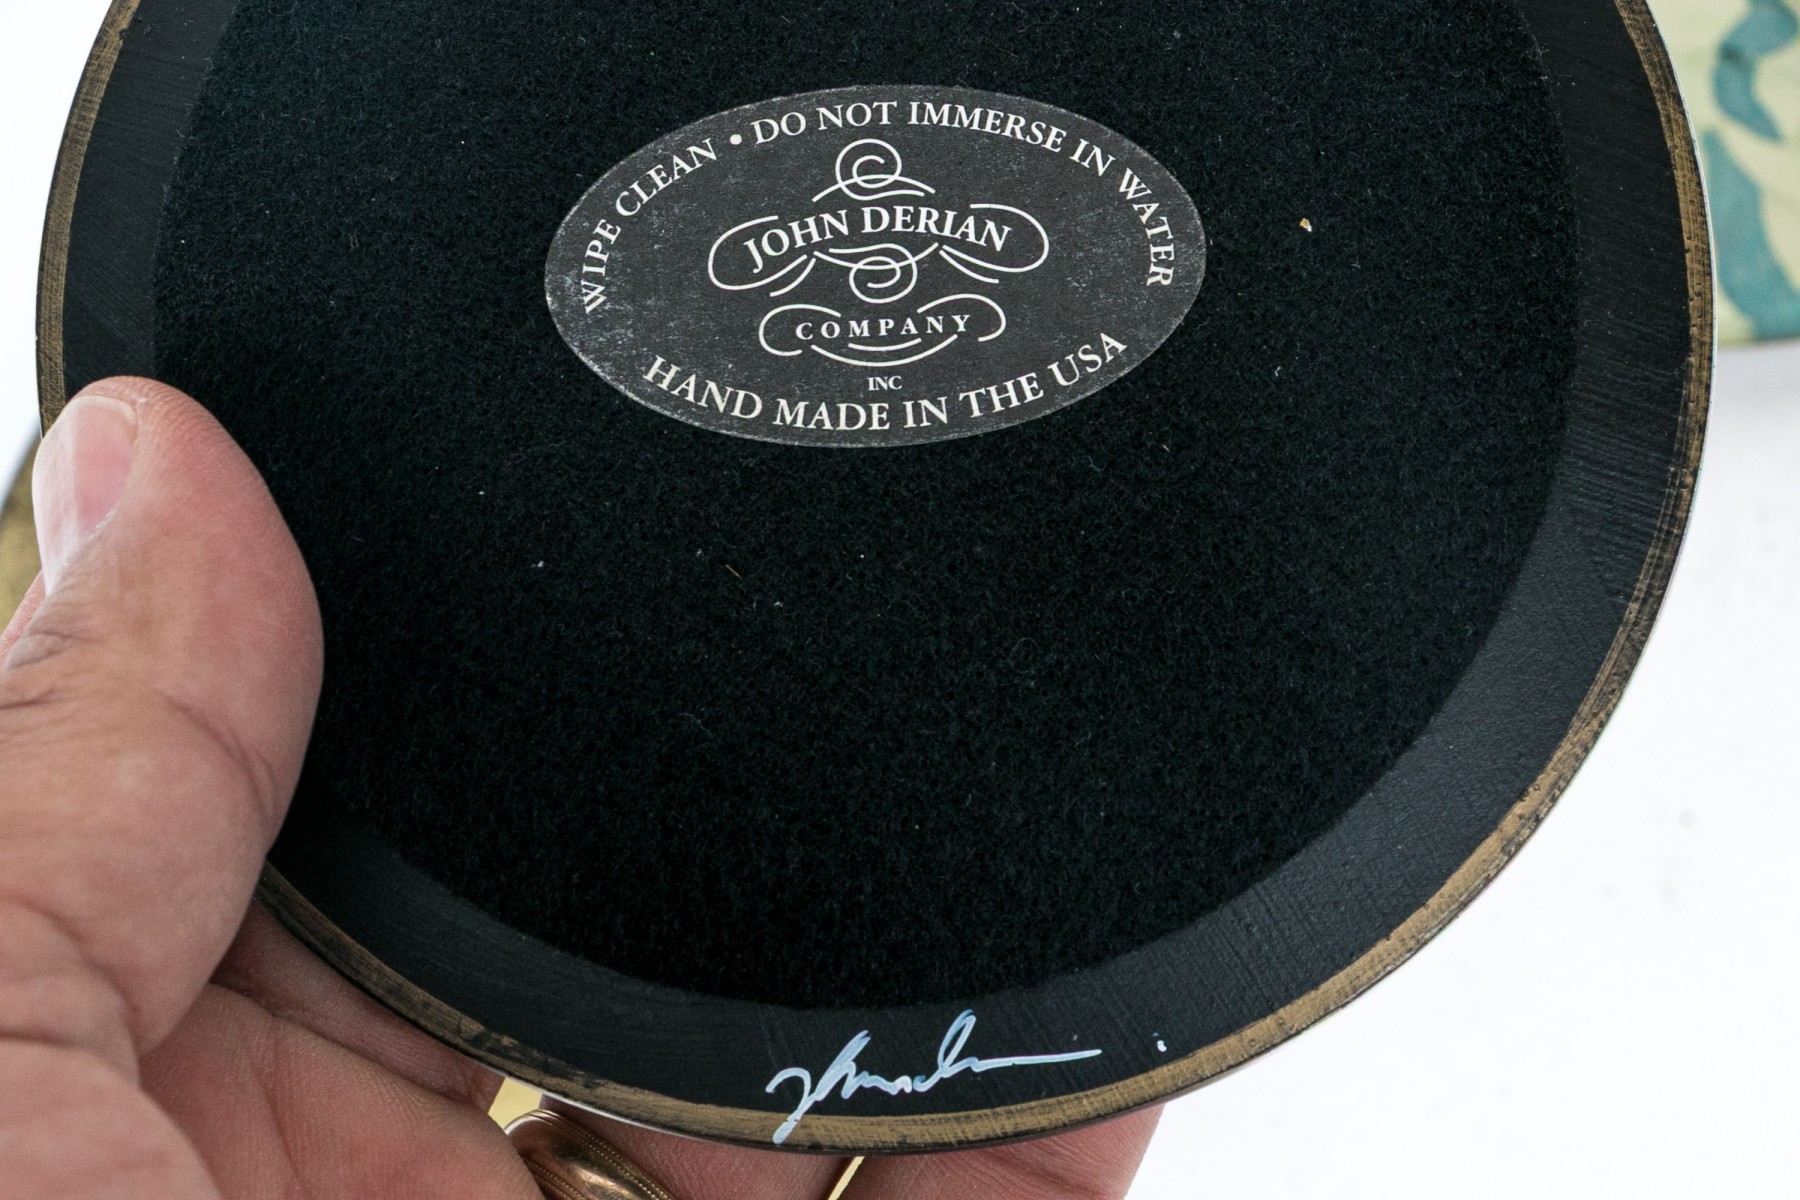 WIPE CLEAN • DO NOT IMMERSE IN WATER
JOHN DERIAN
COMPANY
INC
HAND MADE IN THE USA